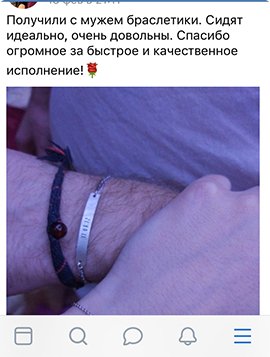 Получили с мужем браслетики. Сидят
идеально, очень довольны. Спасибо
огромное за быстрое и качественное
исполнение!🌹